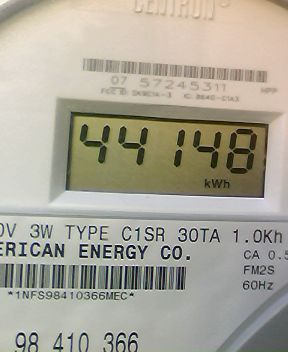 CENTRON
07 57245311 HPP
44148
kWh
0V 3W TYPE C1SR 30TA 1.0Kh
ERICAN ENERGY CO.
CA 0.5
FM2S
60Hz
*1NFS98410366MEC*
98 410 366